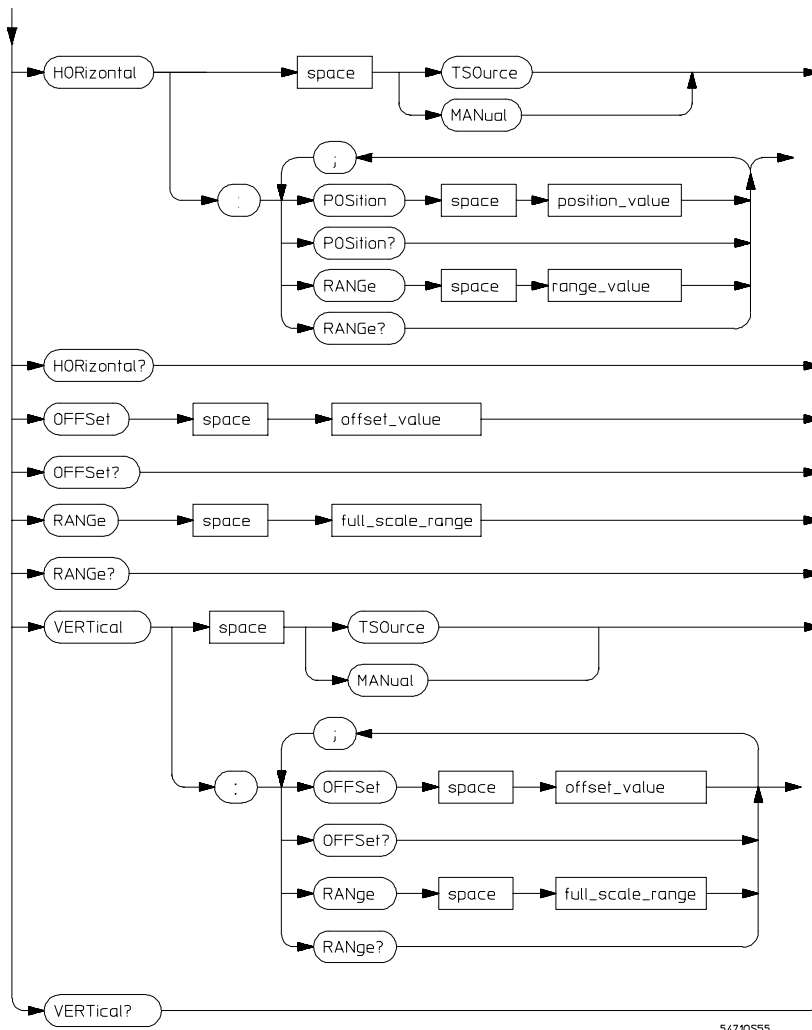 HORizontal space TSOurce
MANual
;
: POSition space position_value
POSition?
RANGe space range_value
RANGe?
HORizontal?
OFFSet space offset_value
OFFSet?
RANGe space full_scale_range
RANGe?
VERTical space TSOurce
MANual
;
: OFFSet space offset_value
OFFSet?
RANge space full_scale_range
RANge?
VERTical?
54710S55